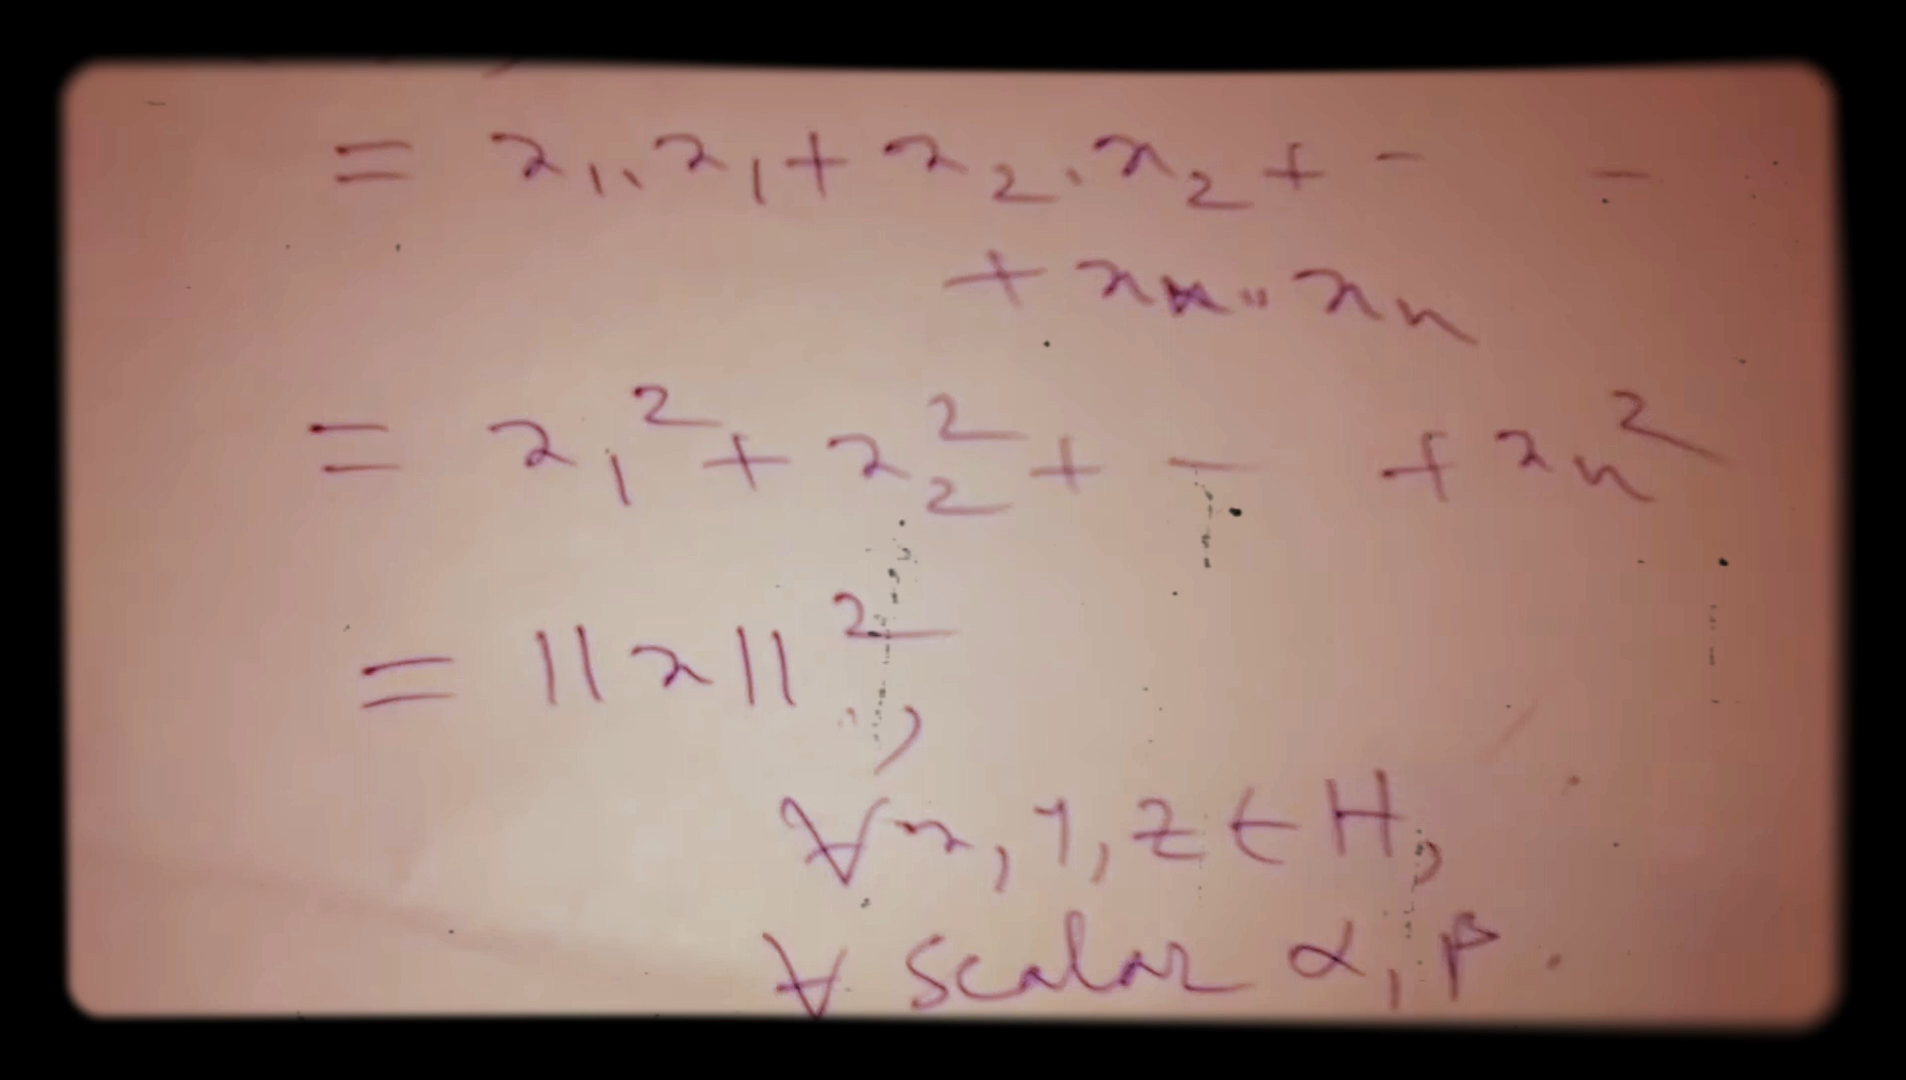 = x₁.x₁ + x₂.x₂ + - -
+ xₙ.xₙ
= x₁² + x₂² + - + xₙ²
= ||x||²,
∀x, y, z ∈ H,
∀ scalar α, β.